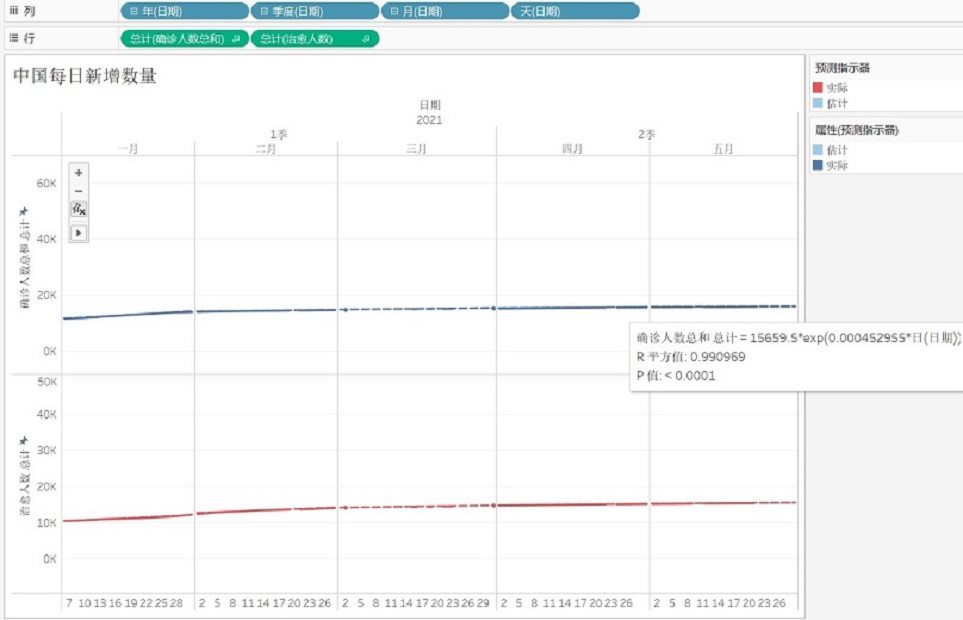 列
年(日期) 季度(日期) 月(日期) 天(日期)
行
总计(确诊人数总和) 总计(治愈人数)
中国每日新增数量
日期
2021
1季 2季
一月 二月 三月 四月 五月
60K
40K
20K
0K
确诊人数总和 总计
50K
40K
30K
20K
10K
0K
治愈人数 总计
7 10 13 16 19 22 25 28 2 5 8 11 14 17 20 23 26 2 5 8 11 14 17 20 23 26 29 2 5 8 11 14 17 20 23 26 2 5 8 11 14 17 20 23 26
确诊人数总和 总计 = 15659.5*exp(0.000452955*日(日期))
R 平方值: 0.990969
P 值: < 0.0001
预测指示器
实际
估计
属性(预测指示器)
估计
实际